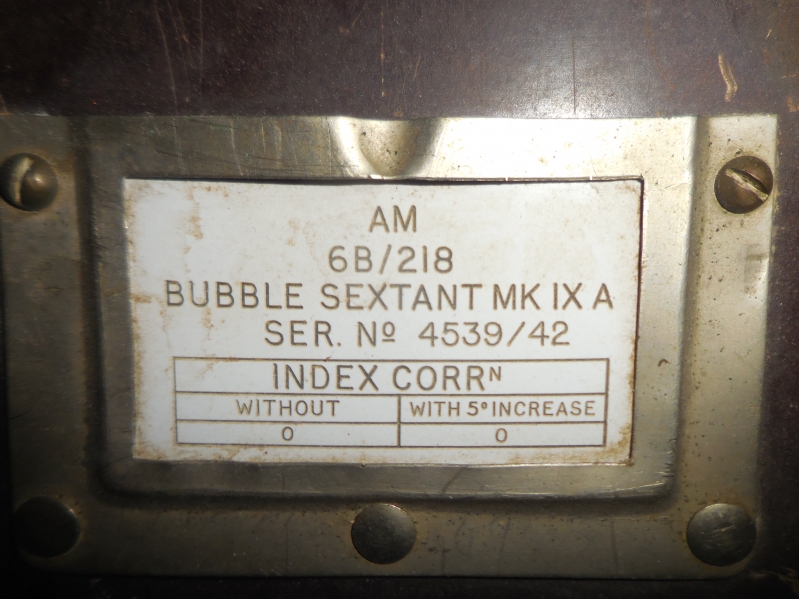 AM
6B/218
BUBBLE SEXTANT MK IX A
SER. Nº 4539/42
INDEX CORRᴺ
WITHOUT WITH 5° INCREASE
0 0